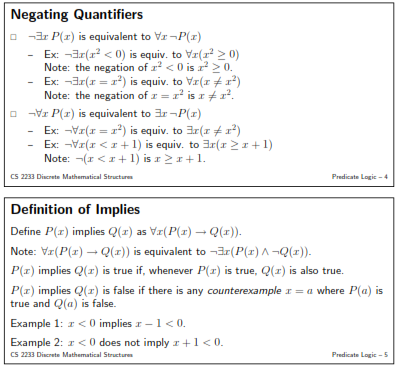 Negating Quantifiers
□ ¬∃x P(x) is equivalent to ∀x ¬P(x)
– Ex: ¬∃x(x² < 0) is equiv. to ∀x(x² ≥ 0)
Note: the negation of x² < 0 is x² ≥ 0.
– Ex: ¬∃x(x = x²) is equiv. to ∀x(x ≠ x²)
Note: the negation of x = x² is x ≠ x².
□ ¬∀x P(x) is equivalent to ∃x ¬P(x)
– Ex: ¬∀x(x = x²) is equiv. to ∃x(x ≠ x²)
– Ex: ¬∀x(x < x + 1) is equiv. to ∃x(x ≥ x + 1)
Note: ¬(x < x + 1) is x ≥ x + 1.
CS 2233 Discrete Mathematical Structures Predicate Logic – 4
Definition of Implies
Define P(x) implies Q(x) as ∀x(P(x) → Q(x)).
Note: ∀x(P(x) → Q(x)) is equivalent to ¬∃x(P(x) ∧ ¬Q(x)).
P(x) implies Q(x) is true if, whenever P(x) is true, Q(x) is also true.
P(x) implies Q(x) is false if there is any counterexample x = a where P(a) is
true and Q(a) is false.
Example 1: x < 0 implies x − 1 < 0.
Example 2: x < 0 does not imply x + 1 < 0.
CS 2233 Discrete Mathematical Structures Predicate Logic – 5